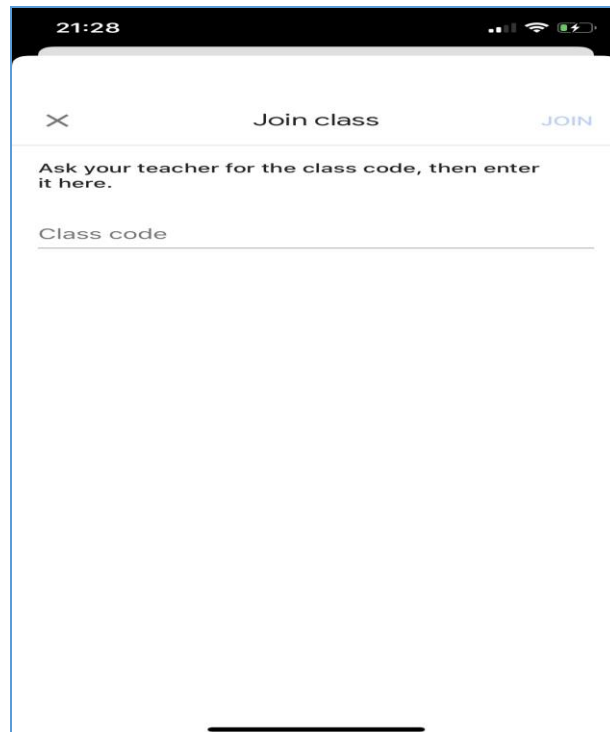 21:28
Join class
JOIN
Ask your teacher for the class code, then enter
it here.
Class code